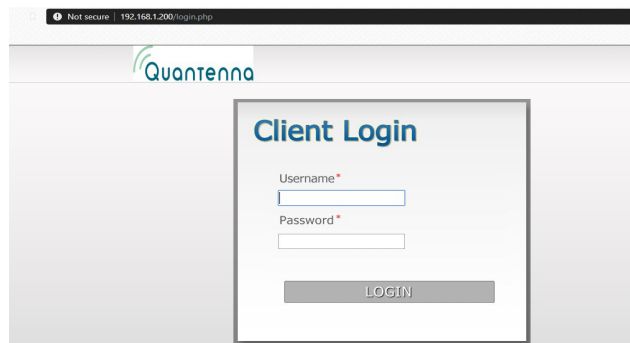 Not secure | 192.168.1.200/login.php
Quantenna
Client Login
Username*
Password*
LOGIN